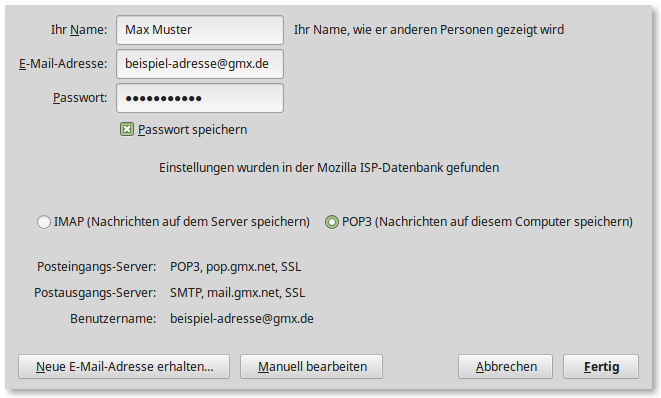 Ihr Name: Max Muster Ihr Name, wie er anderen Personen gezeigt wird
E-Mail-Adresse: beispiel-adresse@gmx.de
Passwort: ●●●●●●●●●●●
Passwort speichern
Einstellungen wurden in der Mozilla ISP-Datenbank gefunden
IMAP (Nachrichten auf dem Server speichern) POP3 (Nachrichten auf diesem Computer speichern)
Posteingangs-Server: POP3, pop.gmx.net, SSL
Postausgangs-Server: SMTP, mail.gmx.net, SSL
Benutzername: beispiel-adresse@gmx.de
Neue E-Mail-Adresse erhalten... Manuell bearbeiten Abbrechen Fertig